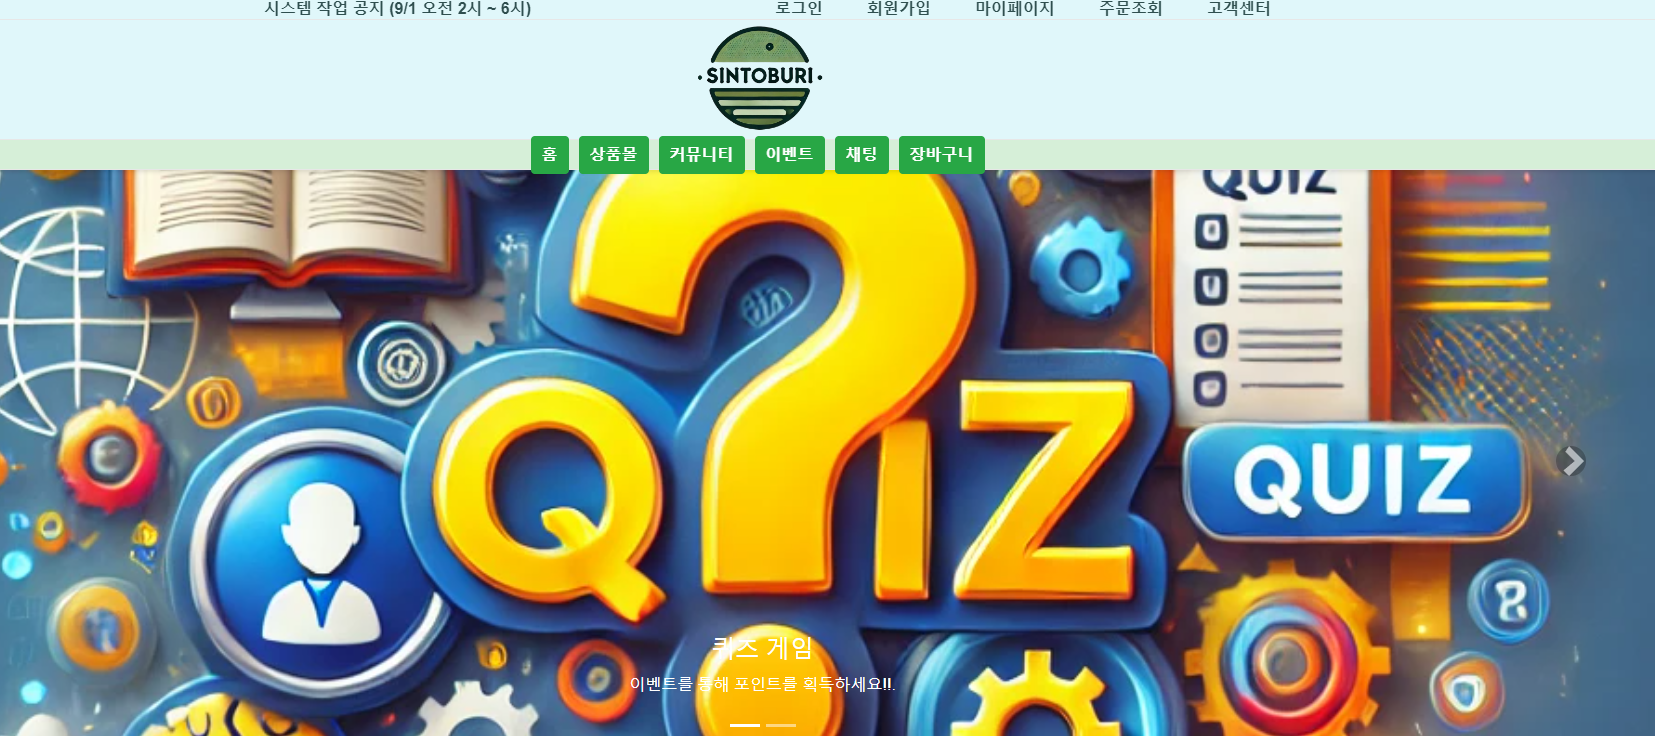 시스템 작업 공지 (9/1 오전 2시 ~ 6시)
로그인 회원가입 마이페이지 주문조회 고객센터
· SINTOBURI ·
홈 상품몰 커뮤니티 이벤트 채팅 장바구니
QUIZ
Q?IZ
QUIZ
퀴즈 게임
이벤트를 통해 포인트를 획득하세요!!.